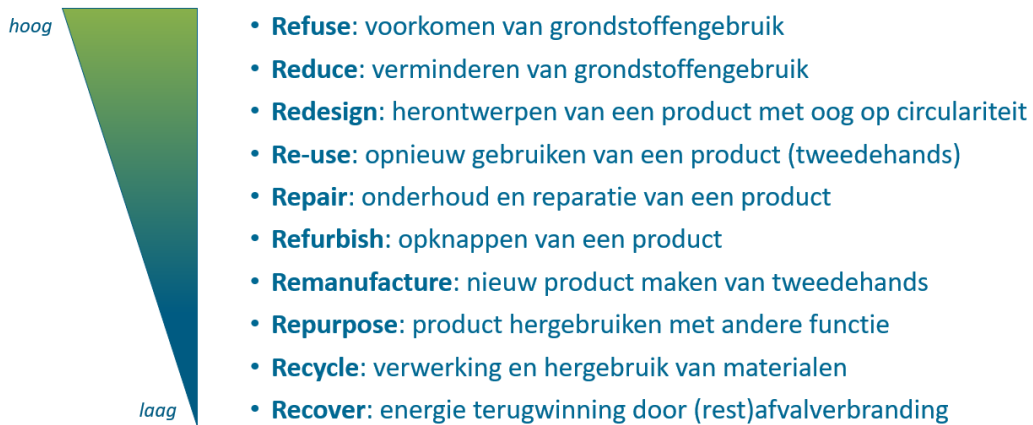 hoog
• Refuse: voorkomen van grondstoffengebruik
• Reduce: verminderen van grondstoffengebruik
• Redesign: herontwerpen van een product met oog op circulariteit
• Re-use: opnieuw gebruiken van een product (tweedehands)
• Repair: onderhoud en reparatie van een product
• Refurbish: opknappen van een product
• Remanufacture: nieuw product maken van tweedehands
• Repurpose: product hergebruiken met andere functie
• Recycle: verwerking en hergebruik van materialen
laag
• Recover: energie terugwinning door (rest)afvalverbranding